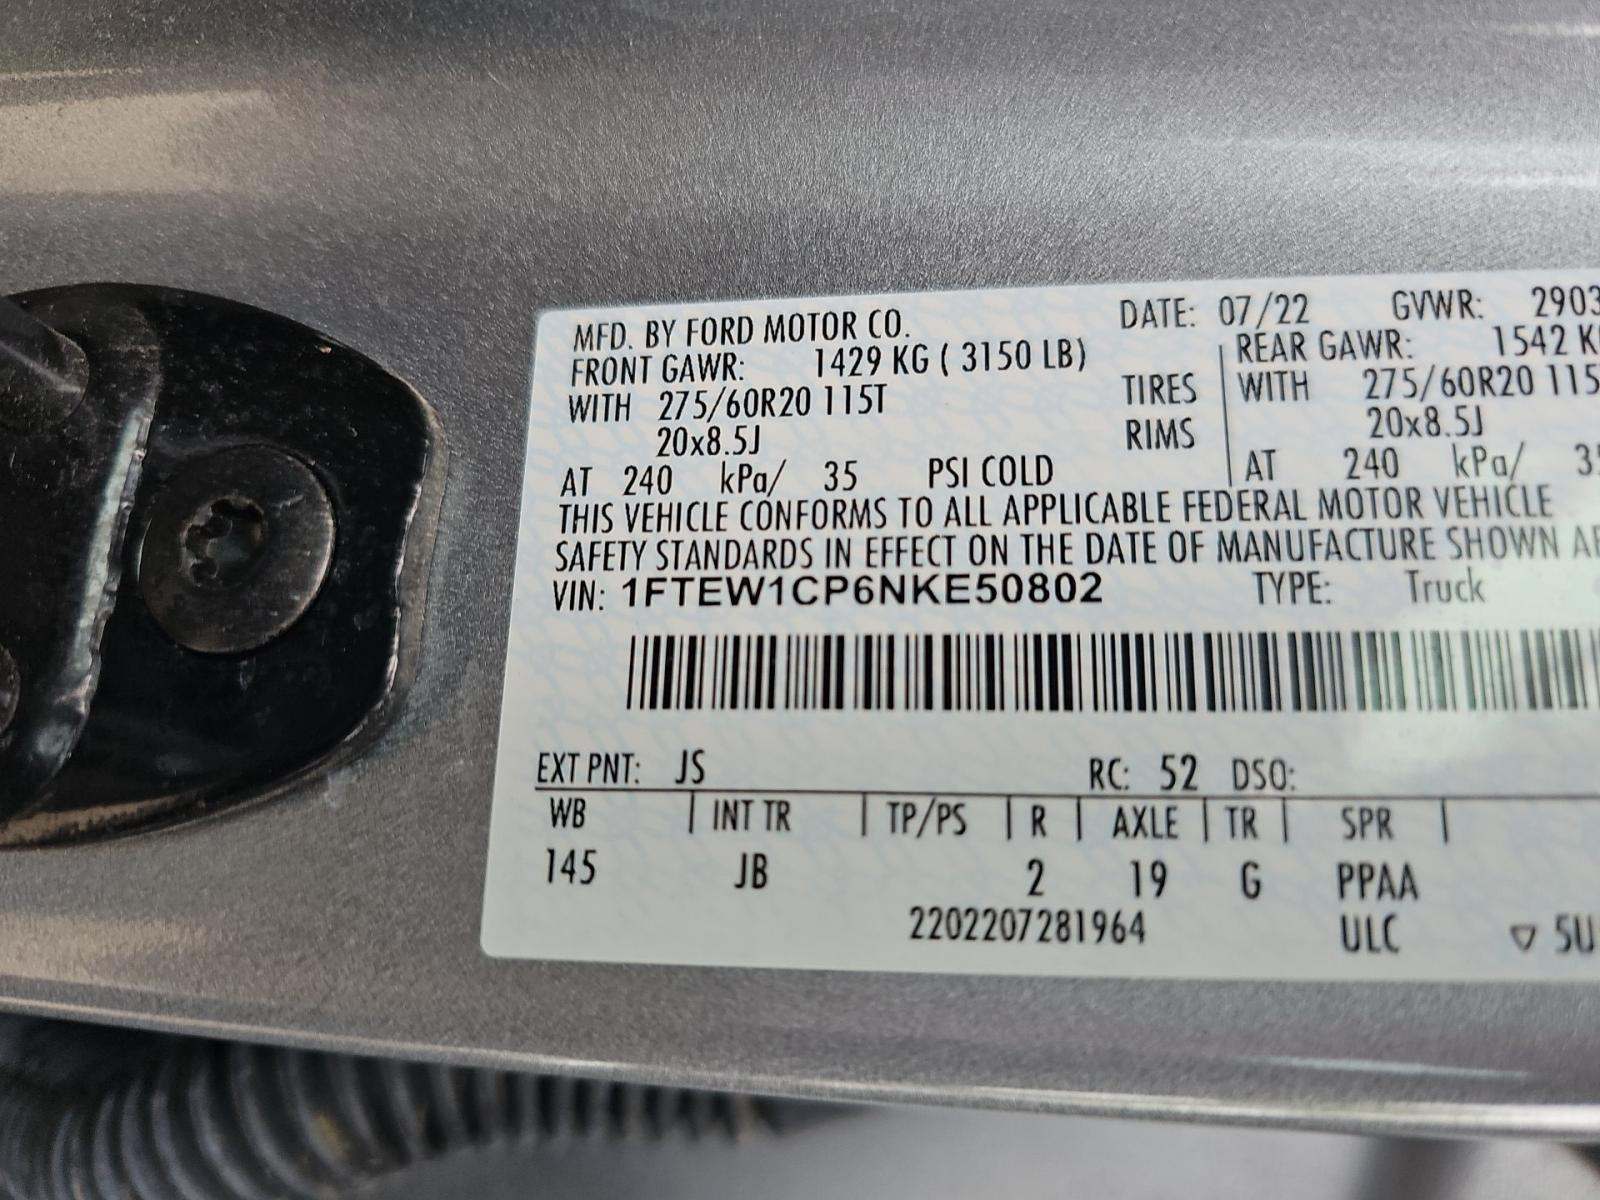 MFD. BY FORD MOTOR CO. DATE: 07/22 GVWR: 2903
FRONT GAWR: 1429 KG ( 3150 LB) REAR GAWR: 1542 K
WITH 275/60R20 115T TIRES WITH 275/60R20 115
20x8.5J RIMS 20x8.5J
AT 240 kPa/ 35 PSI COLD AT 240 kPa/
THIS VEHICLE CONFORMS TO ALL APPLICABLE FEDERAL MOTOR VEHICLE
SAFETY STANDARDS IN EFFECT ON THE DATE OF MANUFACTURE SHOWN
VIN: 1FTEW1CP6NKE50802 TYPE: Truck
EXT PNT: JS RC: 52 DSO:
WB INT TR TP/PS R AXLE TR SPR
145 JB 2 19 G PPAA
2202207281964 ULC ▽ 5U